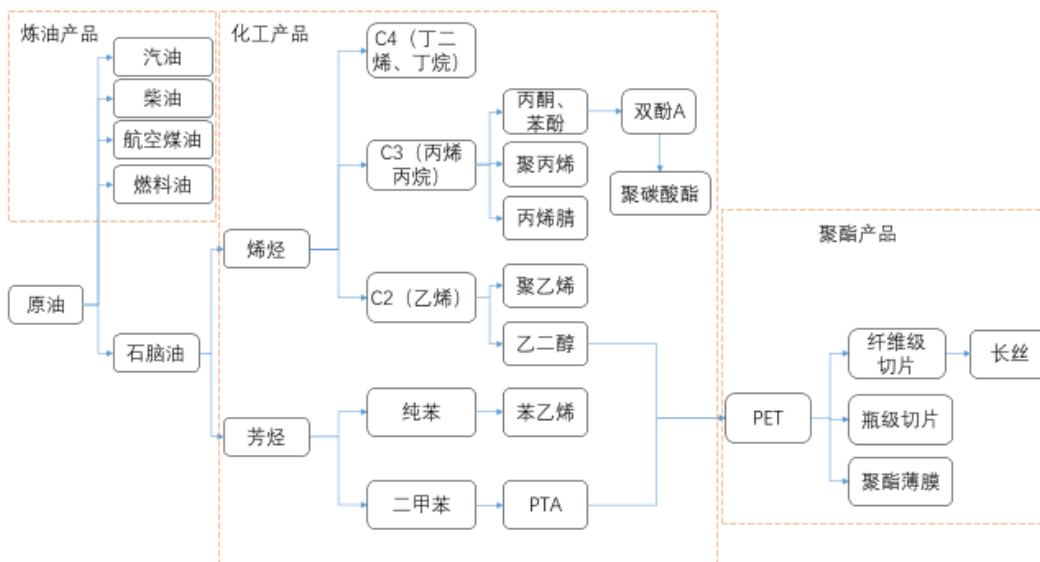 炼油产品
汽油
柴油
航空煤油
燃料油
原油
石脑油
化工产品
烯烃
芳烃
C4（丁二
烯、丁烷）
C3（丙烯
丙烷）
C2（乙烯）
纯苯
二甲苯
丙酮、
苯酚
聚丙烯
丙烯腈
聚乙烯
乙二醇
苯乙烯
PTA
双酚A
聚碳酸酯
聚酯产品
PET
纤维级
切片
瓶级切片
聚酯薄膜
长丝